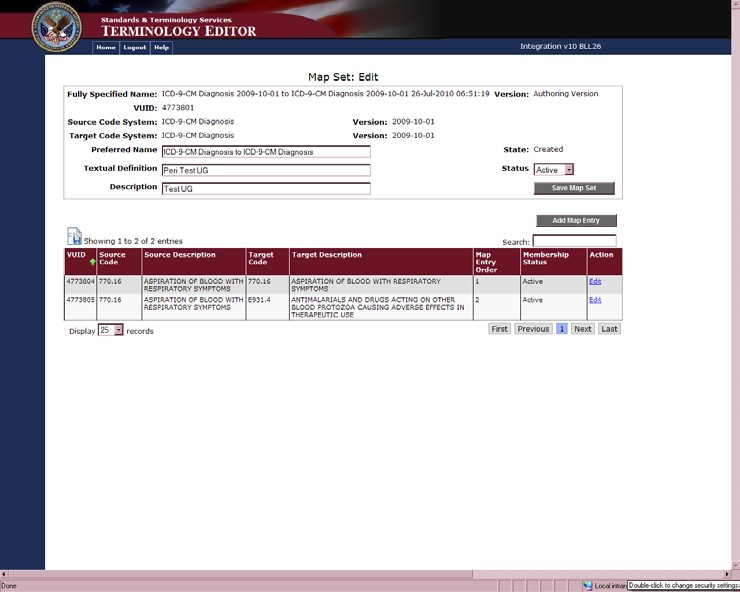 Standards & Terminology Services
TERMINOLOGY EDITOR
Home Logout Help
Integration v10 BLL26
Map Set: Edit
Fully Specified Name: ICD-9-CM Diagnosis 2009-10-01 to ICD-9-CM Diagnosis 2009-10-01 26-Jul-2010 06:51:19 Version: Authoring Version
VUID: 4773801
Source Code System: ICD-9-CM Diagnosis Version: 2009-10-01
Target Code System: ICD-9-CM Diagnosis Version: 2009-10-01
Preferred Name ICD-9-CM Diagnosis to ICD-9-CM Diagnosis State: Created
Textual Definition Peri Test UG Status Active
Description Test UG Save Map Set
Add Map Entry
Showing 1 to 2 of 2 entries Search:
VUID Source Code Source Description Target Code Target Description Map Entry Order Membership Status Action
4773804 770.16 ASPIRATION OF BLOOD WITH RESPIRATORY SYMPTOMS 770.16 ASPIRATION OF BLOOD WITH RESPIRATORY SYMPTOMS 1 Active Edit
4773805 770.16 ASPIRATION OF BLOOD WITH RESPIRATORY SYMPTOMS E931.4 ANTIMALARIALS AND DRUGS ACTING ON OTHER BLOOD PROTOZOA CAUSING ADVERSE EFFECTS IN THERAPEUTIC USE 2 Active Edit
Display 25 records First Previous 1 Next Last
Done Local intran Double-click to change security settings